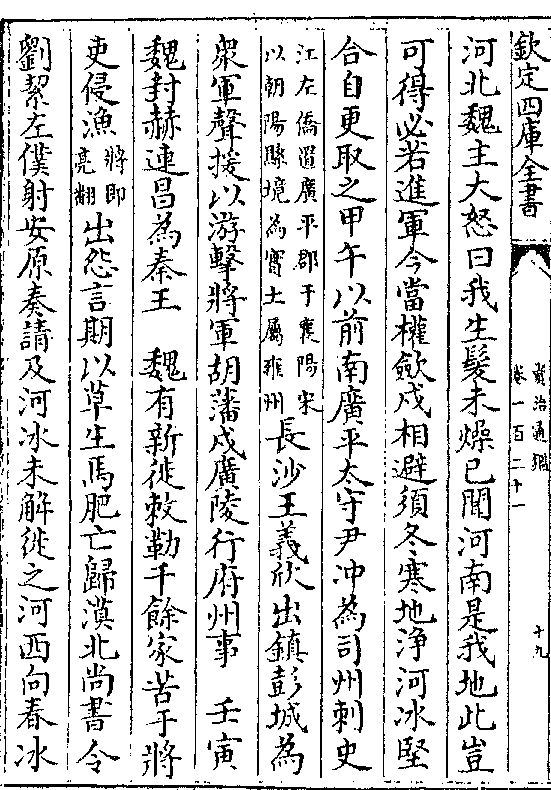 欽定四庫全書
資治通鑑
卷一百二十一
十九
河北魏主大怒曰我生髮未燥已聞河南是我地此豈
可得必若進軍今當權歛戍相避須冬寒地浄河冰堅
合自更取之甲午以前南廣平太守尹沖為司州刺史
江左僑置廣平郡于襄陽宋
以朝陽縣境為實土屬雍州
長沙王義欣出鎮彭城為
衆軍聲援以游擊將軍胡藩戍廣陵行府州事　壬寅
魏封赫連昌為秦王　魏有新徙敕勒千餘家苦于將
吏侵漁
將即
亮翻
出怨言期以草生馬肥亡歸漠北尚書令
劉絜左僕射安原奏請及河冰未解徙之河西向春冰